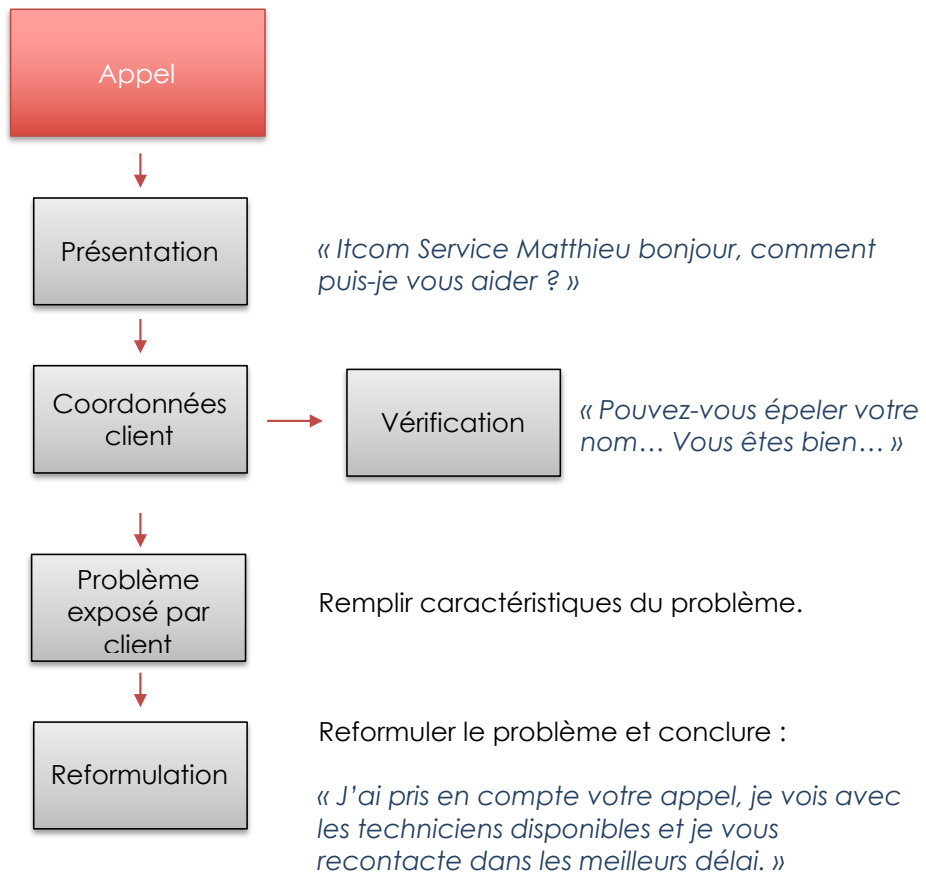 Appel
Présentation
« Itcom Service Matthieu bonjour, comment
puis-je vous aider ? »
Coordonnées
client
Vérification
« Pouvez-vous épeler votre
nom… Vous êtes bien… »
Problème
exposé par
client
Remplir caractéristiques du problème.
Reformulation
Reformuler le problème et conclure :
« J’ai pris en compte votre appel, je vois avec
les techniciens disponibles et je vous
recontacte dans les meilleurs délai. »